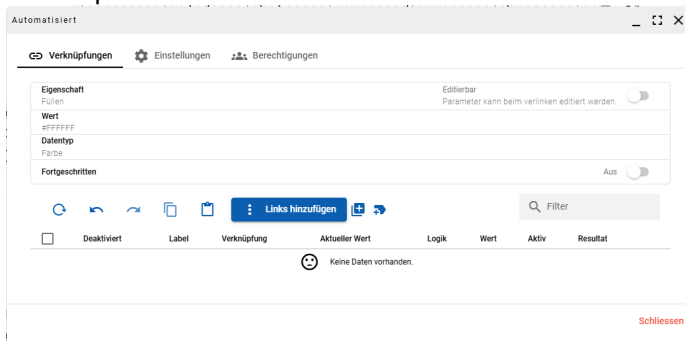 Automatisiert
Verknüpfungen Einstellungen Berechtigungen
Eigenschaft Editierbar
Füllen Parameter kann beim verlinken editiert werden.
Wert
#FFFFFF
Datentyp
Farbe
Fortgeschritten Aus
Links hinzufügen Filter
Deaktiviert Label Verknüpfung Aktueller Wert Logik Wert Aktiv Resultat
Keine Daten vorhanden.
Schliessen